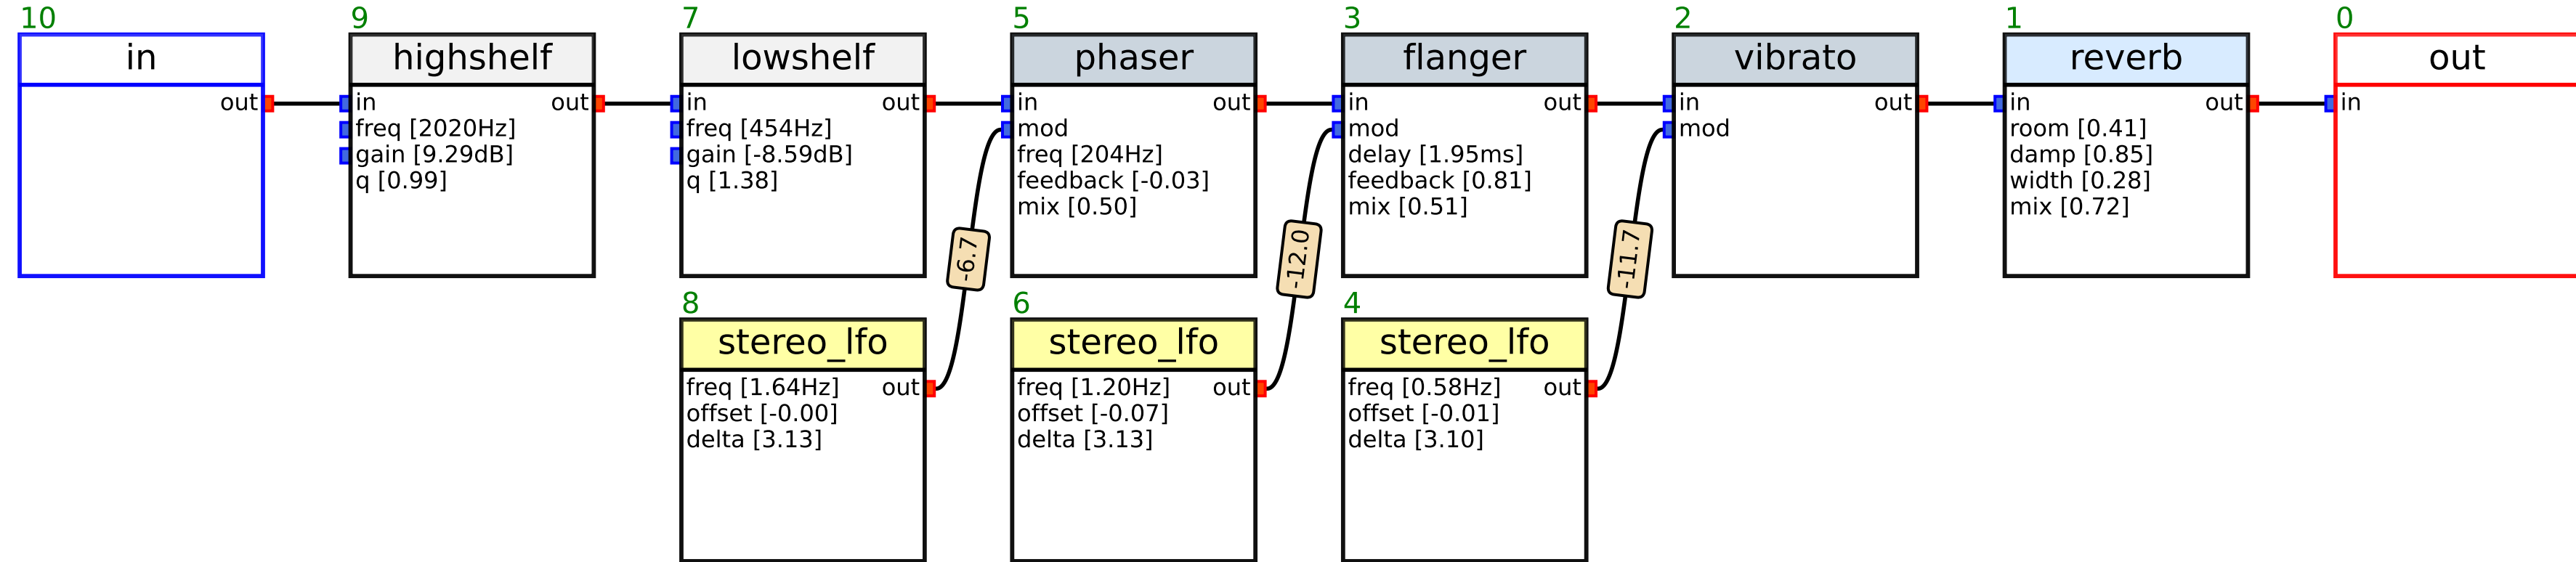 10
in
out
9
highshelf
in
out
freq [2020Hz]
gain [9.29dB]
q [0.99]
7
lowshelf
in
out
freq [454Hz]
gain [-8.59dB]
q [1.38]
5
phaser
in
out
mod
freq [204Hz]
feedback [-0.03]
mix [0.50]
3
flanger
in
out
mod
delay [1.95ms]
feedback [0.81]
mix [0.51]
2
vibrato
in
out
mod
1
reverb
in
out
room [0.41]
damp [0.85]
width [0.28]
mix [0.72]
0
out
in
-6.7
-12.0
-11.7
8
stereo_lfo
freq [1.64Hz]
out
offset [-0.00]
delta [3.13]
6
stereo_lfo
freq [1.20Hz]
out
offset [-0.07]
delta [3.13]
4
stereo_lfo
freq [0.58Hz]
out
offset [-0.01]
delta [3.10]